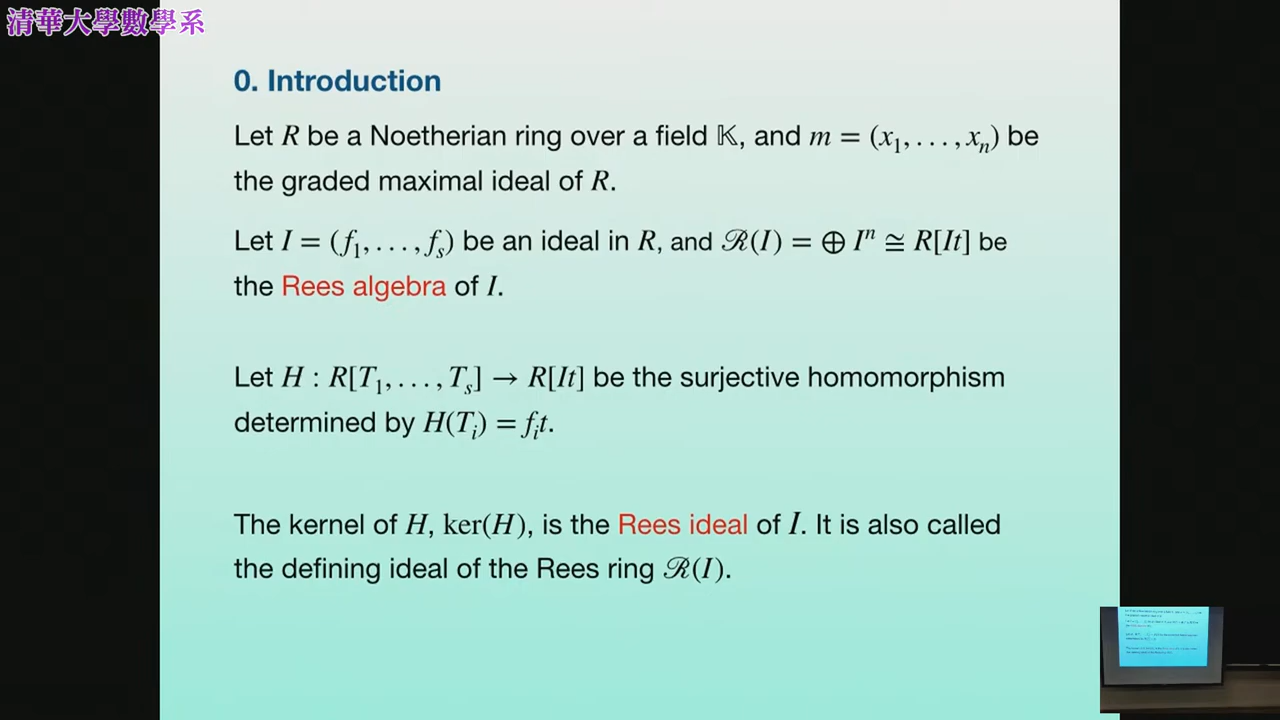 清華大學數學系
0. Introduction
Let R be a Noetherian ring over a field 𝕂, and m = (x₁, . . . , xₙ) be
the graded maximal ideal of R.
Let I = (f₁, . . . , fₛ) be an ideal in R, and ℛ(I) = ⊕ Iⁿ ≅ R[It] be
the Rees algebra of I.
Let H : R[T₁, . . . , Tₛ] → R[It] be the surjective homomorphism
determined by H(Tᵢ) = fᵢt.
The kernel of H, ker(H), is the Rees ideal of I. It is also called
the defining ideal of the Rees ring ℛ(I).